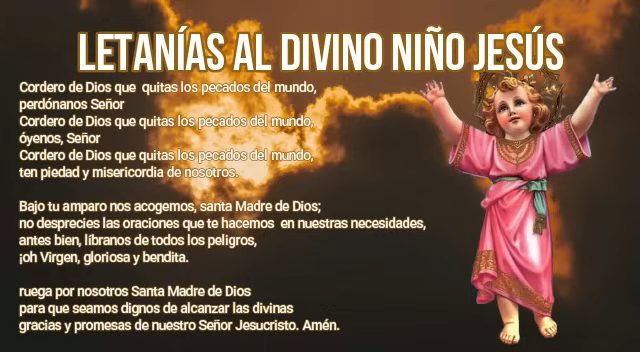 LETANÍAS AL DIVINO NIÑO JESÚS
Cordero de Dios que quitas los pecados del mundo,
perdónanos Señor
Cordero de Dios que quitas los pecados del mundo,
óyenos, Señor
Cordero de Dios que quitas los pecados del mundo,
ten piedad y misericordia de nosotros.
Bajo tu amparo nos acogemos, santa Madre de Dios;
no desprecies las oraciones que te hacemos en nuestras necesidades,
antes bien, líbranos de todos los peligros,
¡oh Virgen, gloriosa y bendita.
ruega por nosotros Santa Madre de Dios
para que seamos dignos de alcanzar las divinas
gracias y promesas de nuestro Señor Jesucristo. Amén.